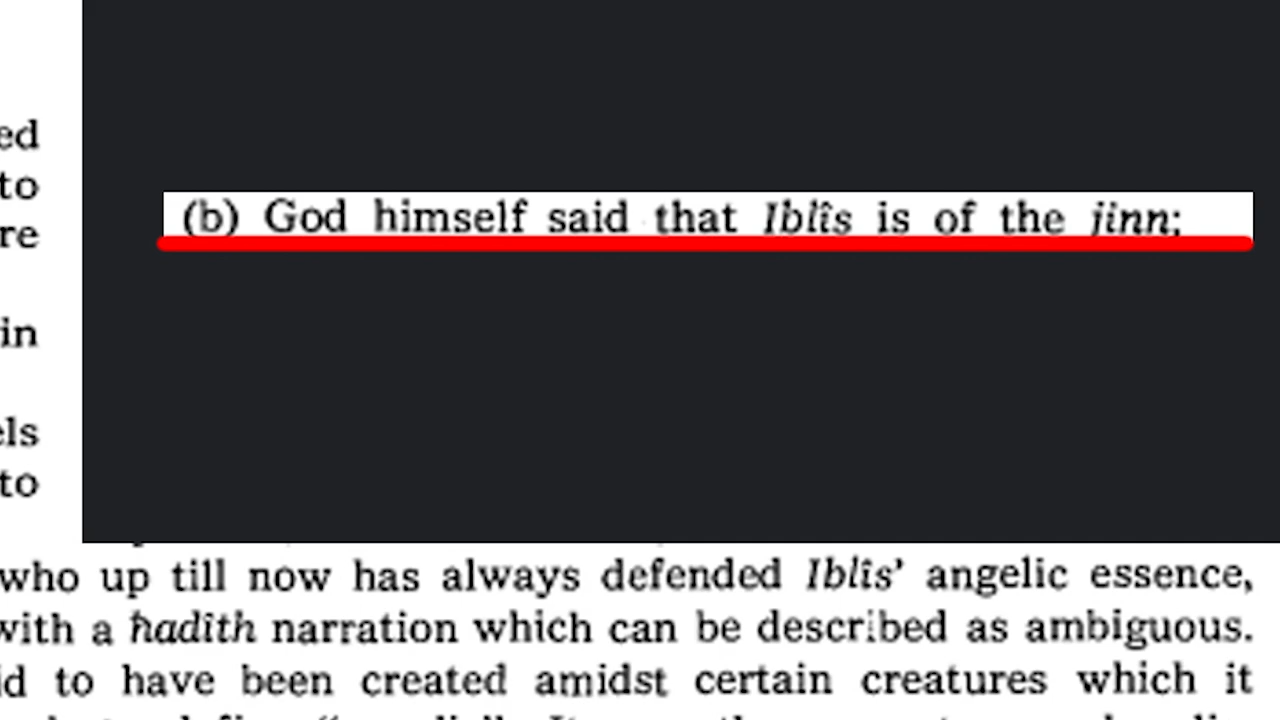 ed
to
(b) God himself said that Iblîs is of the jinn;
re
in
els
to
who up till now has always defended Iblîs' angelic essence,
with a ħadîth narration which can be described as ambiguous.
id to have been created amidst certain creatures which it